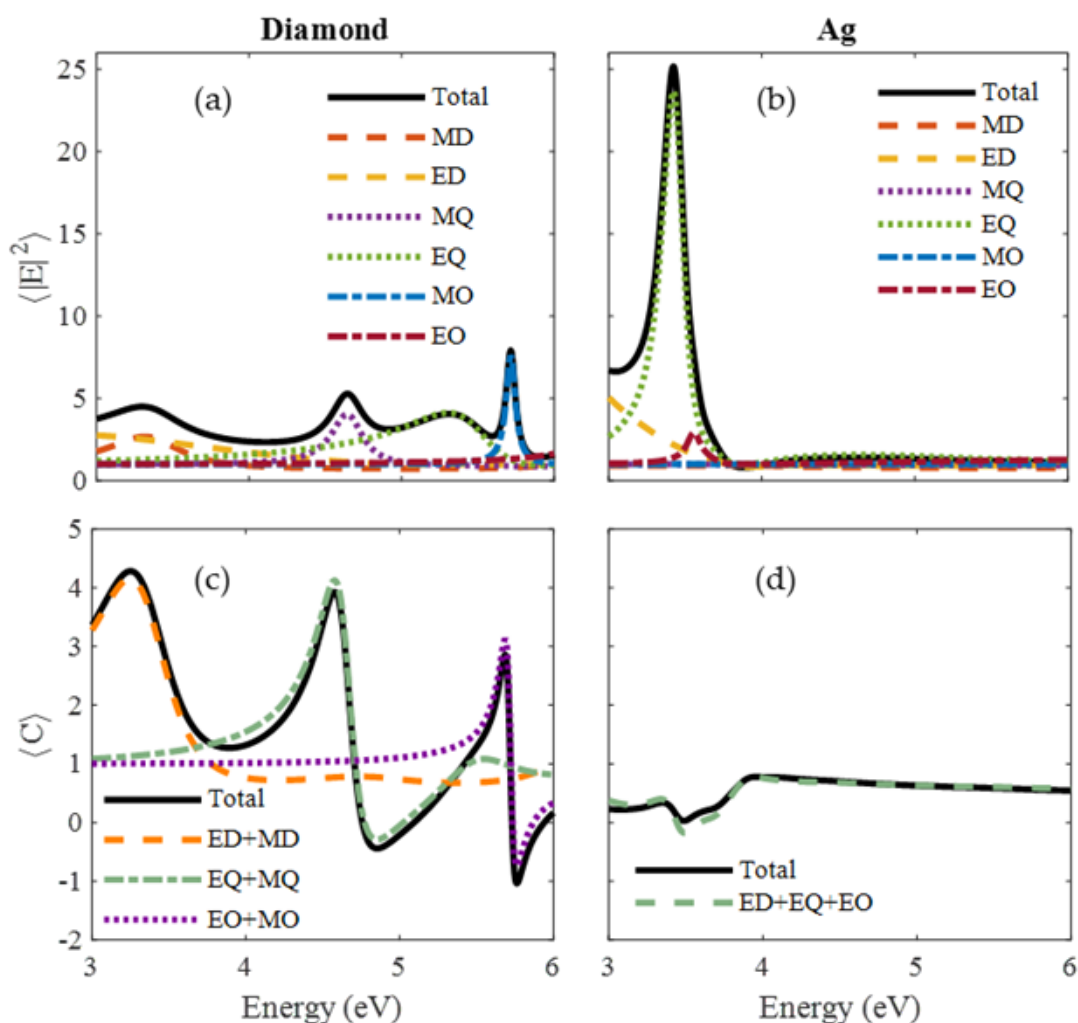 Diamond
Ag
(a)
25
20
15
10
5
0
⟨|E|²⟩
Total
MD
ED
MQ
EQ
MO
EO
(b)
Total
MD
ED
MQ
EQ
MO
EO
(c)
5
4
3
2
1
0
-1
-2
⟨C⟩
Total
ED+MD
EQ+MQ
EO+MO
3
4
5
6
Energy (eV)
(d)
Total
ED+EQ+EO
3
4
5
6
Energy (eV)